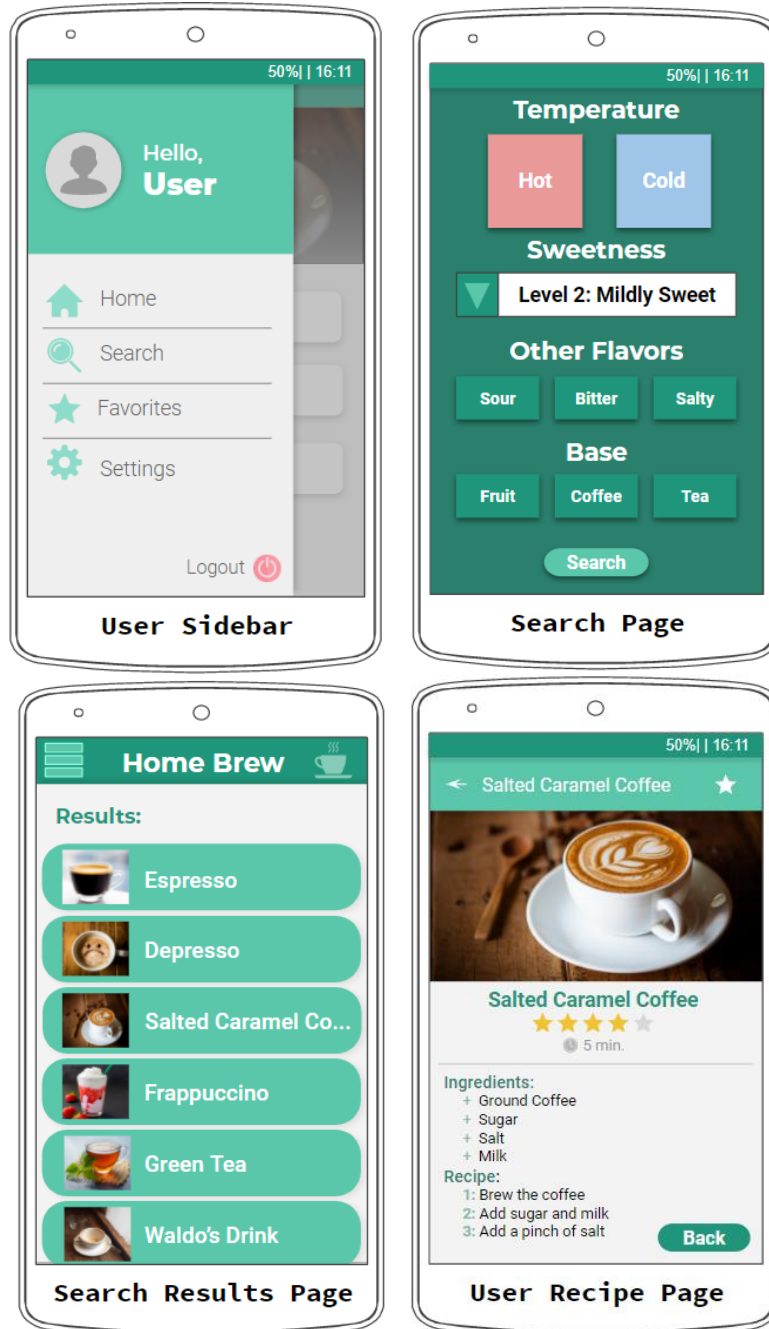 50%| | 16:11
Hello,
User
Home
Search
Favorites
Settings
Logout
User Sidebar
50%| | 16:11
Temperature
Hot Cold
Sweetness
Level 2: Mildly Sweet
Other Flavors
Sour Bitter Salty
Base
Fruit Coffee Tea
Search
Search Page
Home Brew
Results:
Espresso
Depresso
Salted Caramel Co...
Frappuccino
Green Tea
Waldo's Drink
Search Results Page
50%| | 16:11
Salted Caramel Coffee
Salted Caramel Coffee
5 min.
Ingredients:
+ Ground Coffee
+ Sugar
+ Salt
+ Milk
Recipe:
1: Brew the coffee
2: Add sugar and milk
3: Add a pinch of salt
Back
User Recipe Page